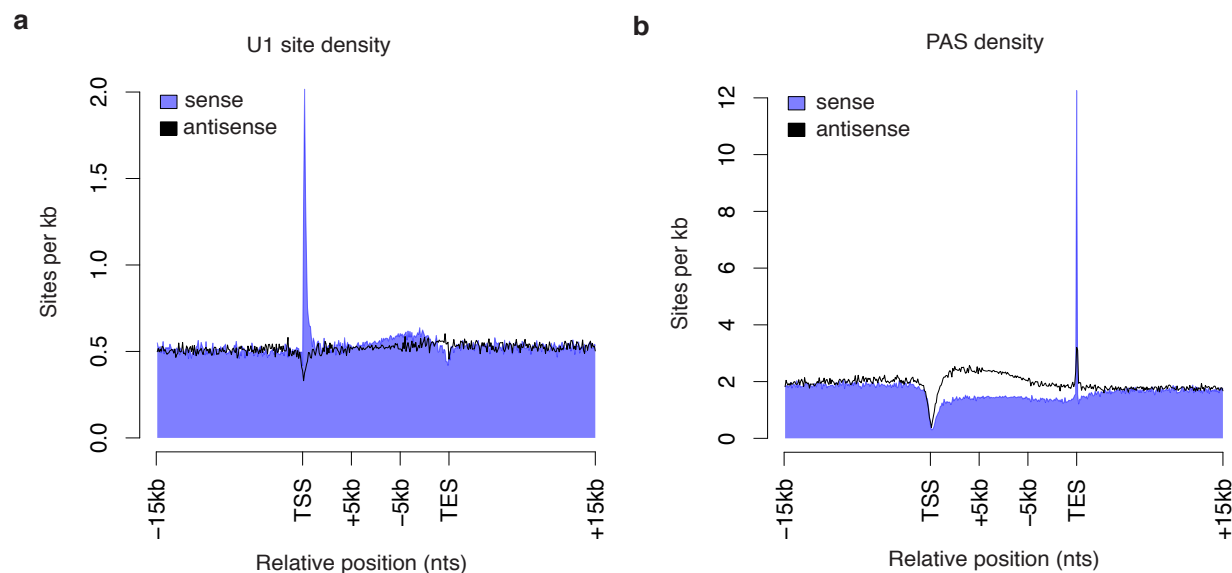 a
U1 site density
sense
antisense
Sites per kb
2.0
1.5
1.0
0.5
0.0
−15kb
TSS
+5kb
−5kb
TES
+15kb
Relative position (nts)
b
PAS density
sense
antisense
Sites per kb
12
10
8
6
4
2
0
−15kb
TSS
+5kb
−5kb
TES
+15kb
Relative position (nts)